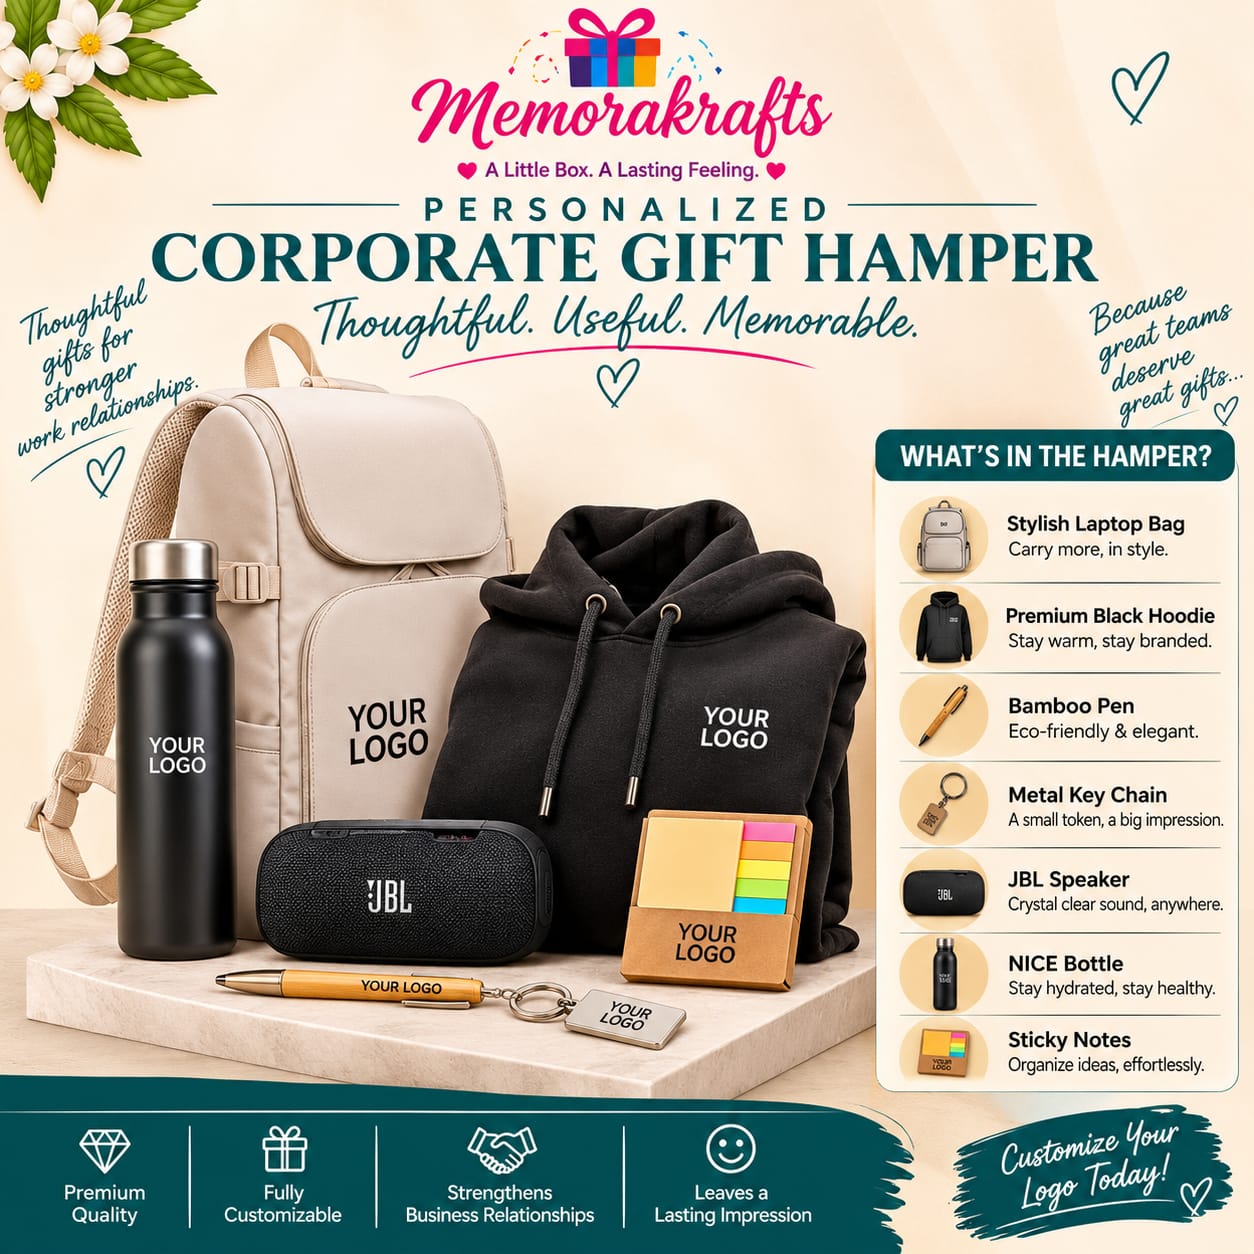 Memorakrafts
A Little Box. A Lasting Feeling.
PERSONALIZED
CORPORATE GIFT HAMPER
Thoughtful. Useful. Memorable.
Thoughtful
gifts for
stronger
work relationships.
Because
great teams
deserve
great gifts...
YOUR
LOGO
YOUR
LOGO
YOUR
LOGO
JBL
YOUR
LOGO
YOUR LOGO
YOUR
LOGO
WHAT'S IN THE HAMPER?
Stylish Laptop Bag
Carry more, in style.
Premium Black Hoodie
Stay warm, stay branded.
Bamboo Pen
Eco-friendly & elegant.
Metal Key Chain
A small token, a big impression.
JBL
JBL Speaker
Crystal clear sound, anywhere.
NICE Bottle
Stay hydrated, stay healthy.
YOUR
LOGO
Sticky Notes
Organize ideas, effortlessly.
Premium
Quality
Fully
Customizable
Strengthens
Business Relationships
Leaves a
Lasting Impression
Customize Your
Logo Today!